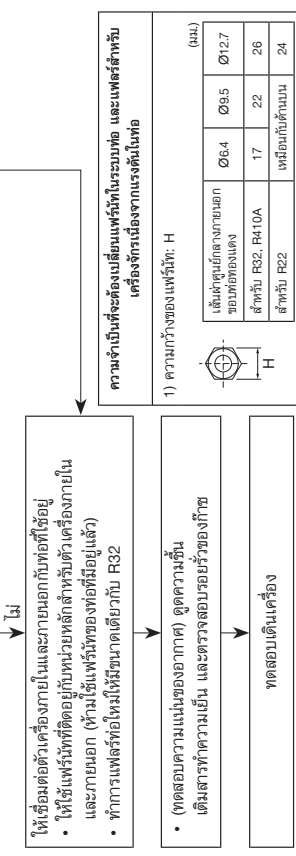 ไม่
ให้เชื่อมต่อตัวเครื่องภายในและภายนอกกับท่อที่ใช้อยู่
• ให้ใช้แฟร์นัทที่ติดอยู่กับหน่วยหลักสำหรับตัวเครื่องภายใน
และภายนอก (ห้ามใช้แฟร์นัทของท่อที่มีอยู่แล้ว)
• ทำการแฟลร์ท่อใหม่ให้มีขนาดเดียวกับ R32
• (ทดสอบความแน่นของอากาศ) ดูดความชื้น
เติมสารทำความเย็น และตรวจสอบรอยรั่วของก๊าซ
ทดสอบเดินเครื่อง
ความจำเป็นที่จะต้องเปลี่ยนแฟร์นัทในระบบท่อ และแฟลร์สำหรับ
เครื่องจักรเนื่องจากแรงดันในท่อ
1) ความกว้างของแฟร์นัท: H
(มม.)
H
เส้นผ่าศูนย์กลางภายนอก Ø6.4 Ø9.5 Ø12.7
ขอบท่อทองแดง
สำหรับ R32, R410A 17 22 26
สำหรับ R22 เหมือนกับด้านบน 24